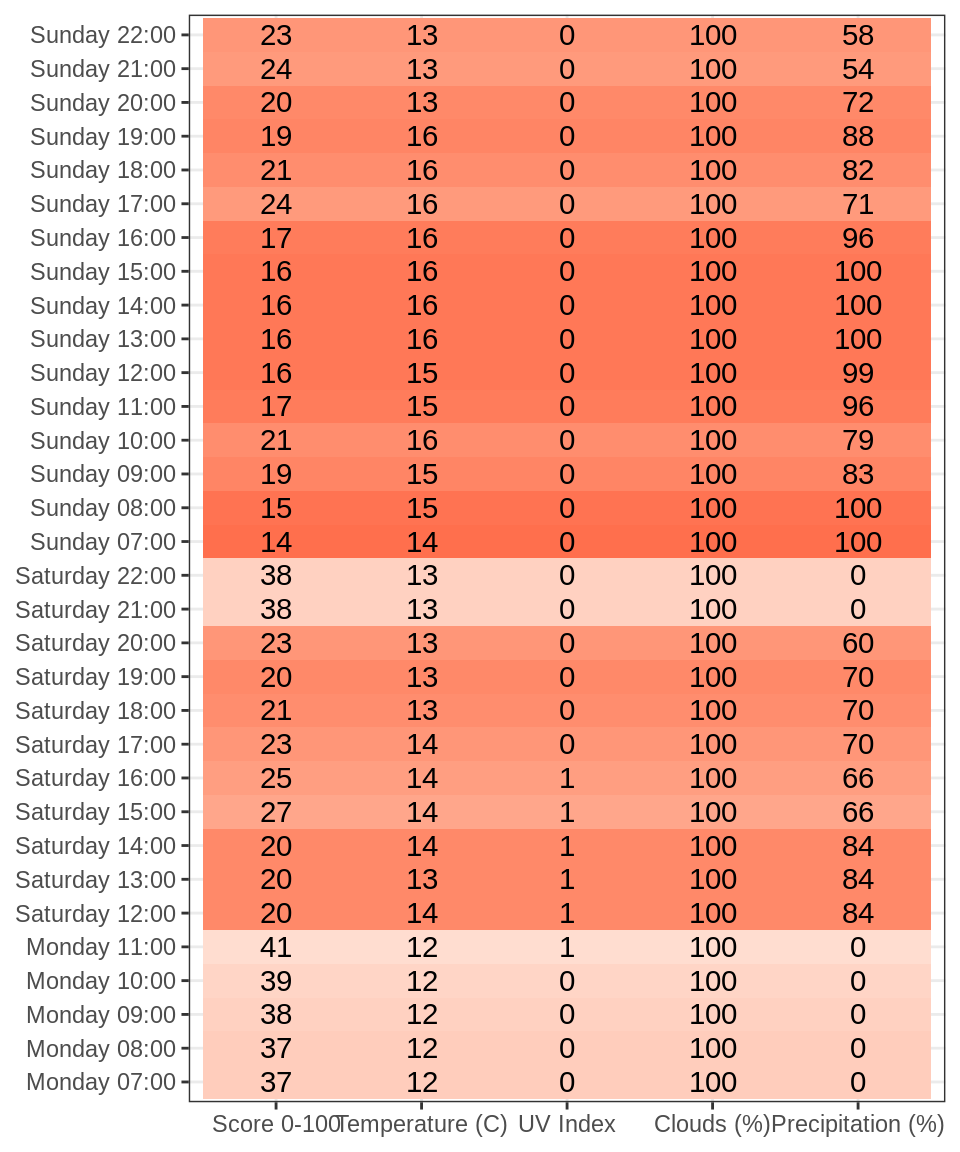 Sunday 22:00 23 13 0 100 58
Sunday 21:00 24 13 0 100 54
Sunday 20:00 20 13 0 100 72
Sunday 19:00 19 16 0 100 88
Sunday 18:00 21 16 0 100 82
Sunday 17:00 24 16 0 100 71
Sunday 16:00 17 16 0 100 96
Sunday 15:00 16 16 0 100 100
Sunday 14:00 16 16 0 100 100
Sunday 13:00 16 16 0 100 100
Sunday 12:00 16 15 0 100 99
Sunday 11:00 17 15 0 100 96
Sunday 10:00 21 16 0 100 79
Sunday 09:00 19 15 0 100 83
Sunday 08:00 15 15 0 100 100
Sunday 07:00 14 14 0 100 100
Saturday 22:00 38 13 0 100 0
Saturday 21:00 38 13 0 100 0
Saturday 20:00 23 13 0 100 60
Saturday 19:00 20 13 0 100 70
Saturday 18:00 21 13 0 100 70
Saturday 17:00 23 14 0 100 70
Saturday 16:00 25 14 1 100 66
Saturday 15:00 27 14 1 100 66
Saturday 14:00 20 14 1 100 84
Saturday 13:00 20 13 1 100 84
Saturday 12:00 20 14 1 100 84
Monday 11:00 41 12 1 100 0
Monday 10:00 39 12 0 100 0
Monday 09:00 38 12 0 100 0
Monday 08:00 37 12 0 100 0
Monday 07:00 37 12 0 100 0
Score 0-100 Temperature (C) UV Index Clouds (%) Precipitation (%)